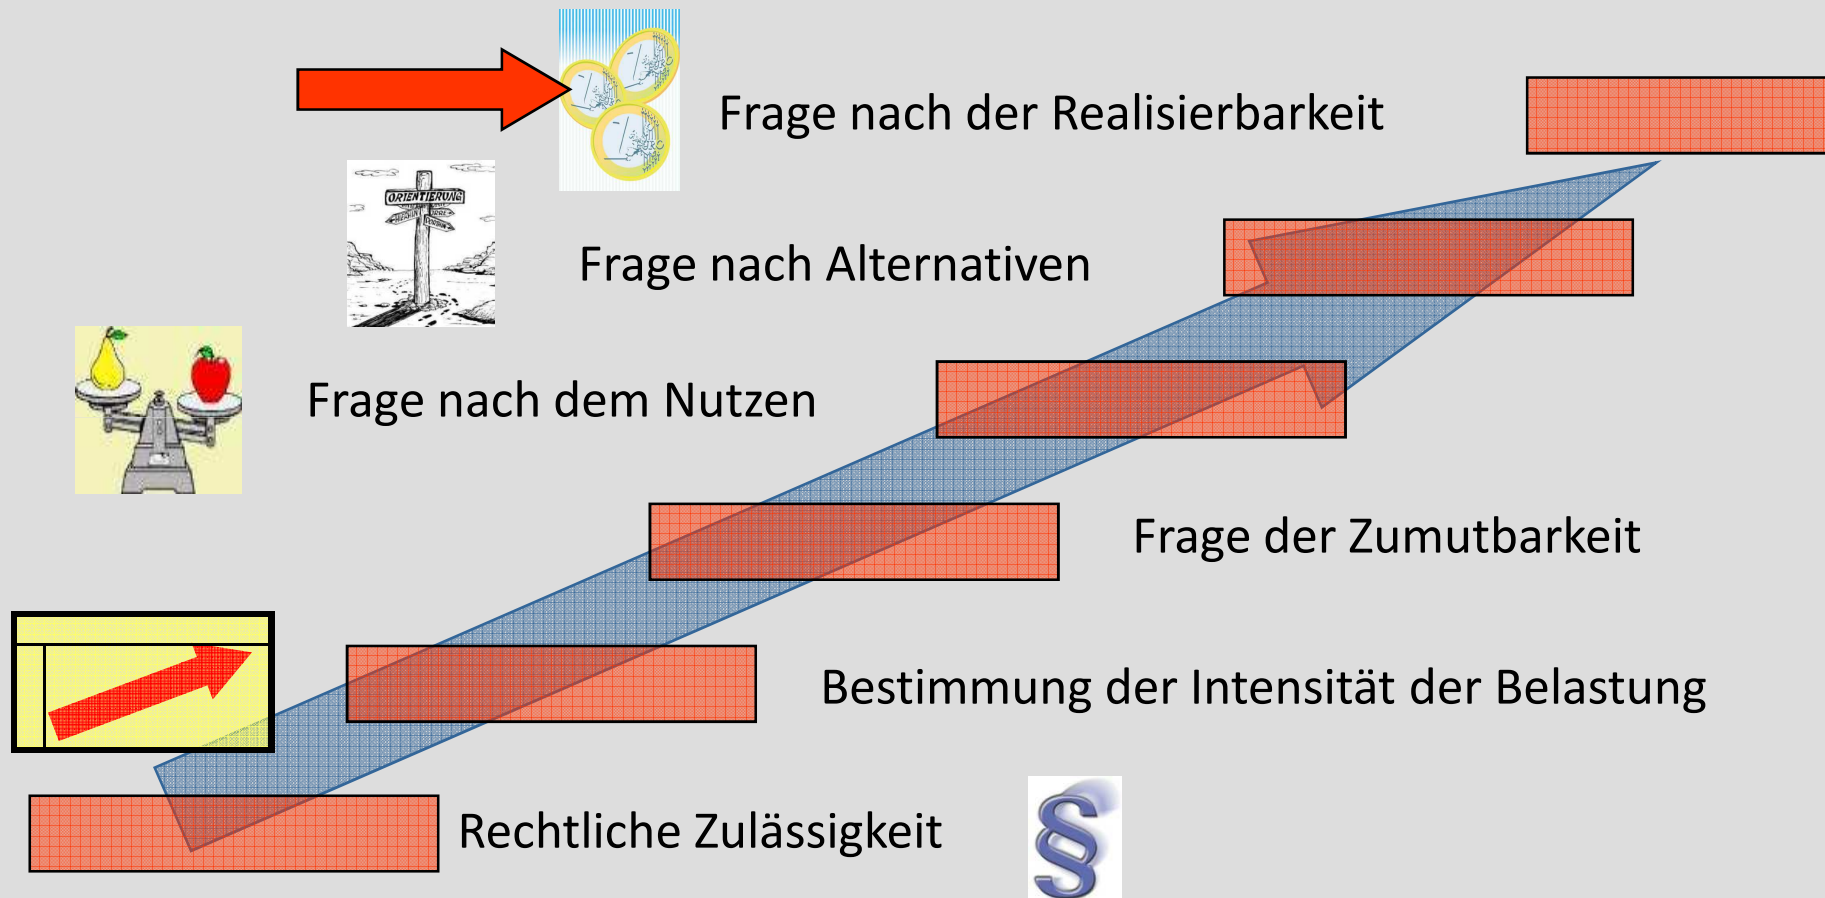 Frage nach der Realisierbarkeit
ORIENTIERUNG
Frage nach Alternativen
Frage nach dem Nutzen
Frage der Zumutbarkeit
Bestimmung der Intensität der Belastung
Rechtliche Zulässigkeit
§